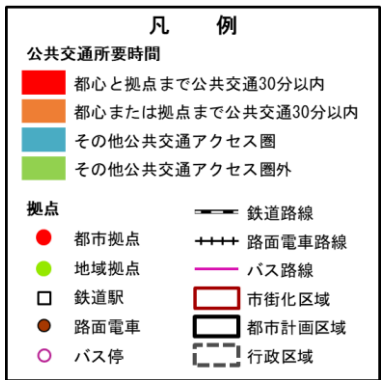 凡 例
公共交通所要時間
都心と拠点まで公共交通30分以内
都心または拠点まで公共交通30分以内
その他公共交通アクセス圏
その他公共交通アクセス圏外
拠点
都市拠点
地域拠点
鉄道駅
路面電車
バス停
鉄道路線
路面電車路線
バス路線
市街化区域
都市計画区域
行政区域